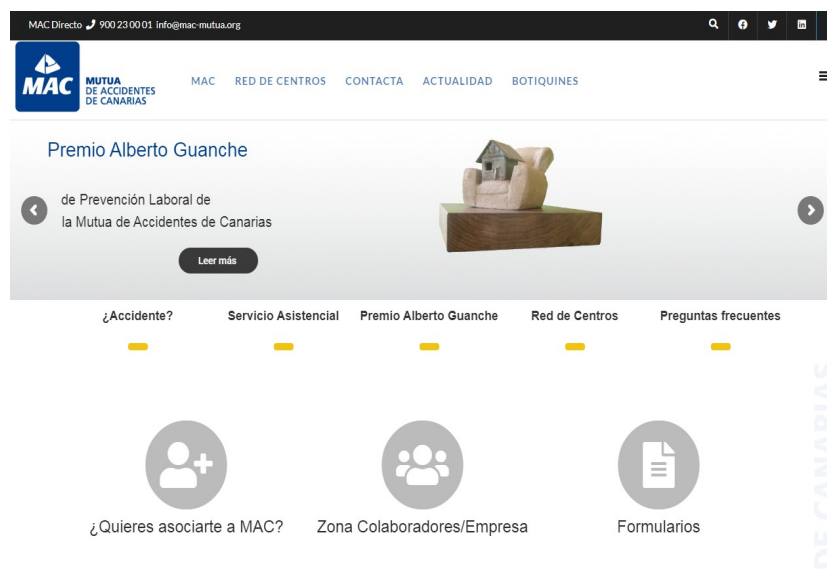 MAC Directo 900 23 00 01 info@mac-mutua.org
MAC
MUTUA
DE ACCIDENTES
DE CANARIAS
MAC RED DE CENTROS CONTACTA ACTUALIDAD BOTIQUINES
Premio Alberto Guanche
de Prevención Laboral de
la Mutua de Accidentes de Canarias
Leer más
¿Accidente? Servicio Asistencial Premio Alberto Guanche Red de Centros Preguntas frecuentes
¿Quieres asociarte a MAC? Zona Colaboradores/Empresa Formularios
DE CANARIAS